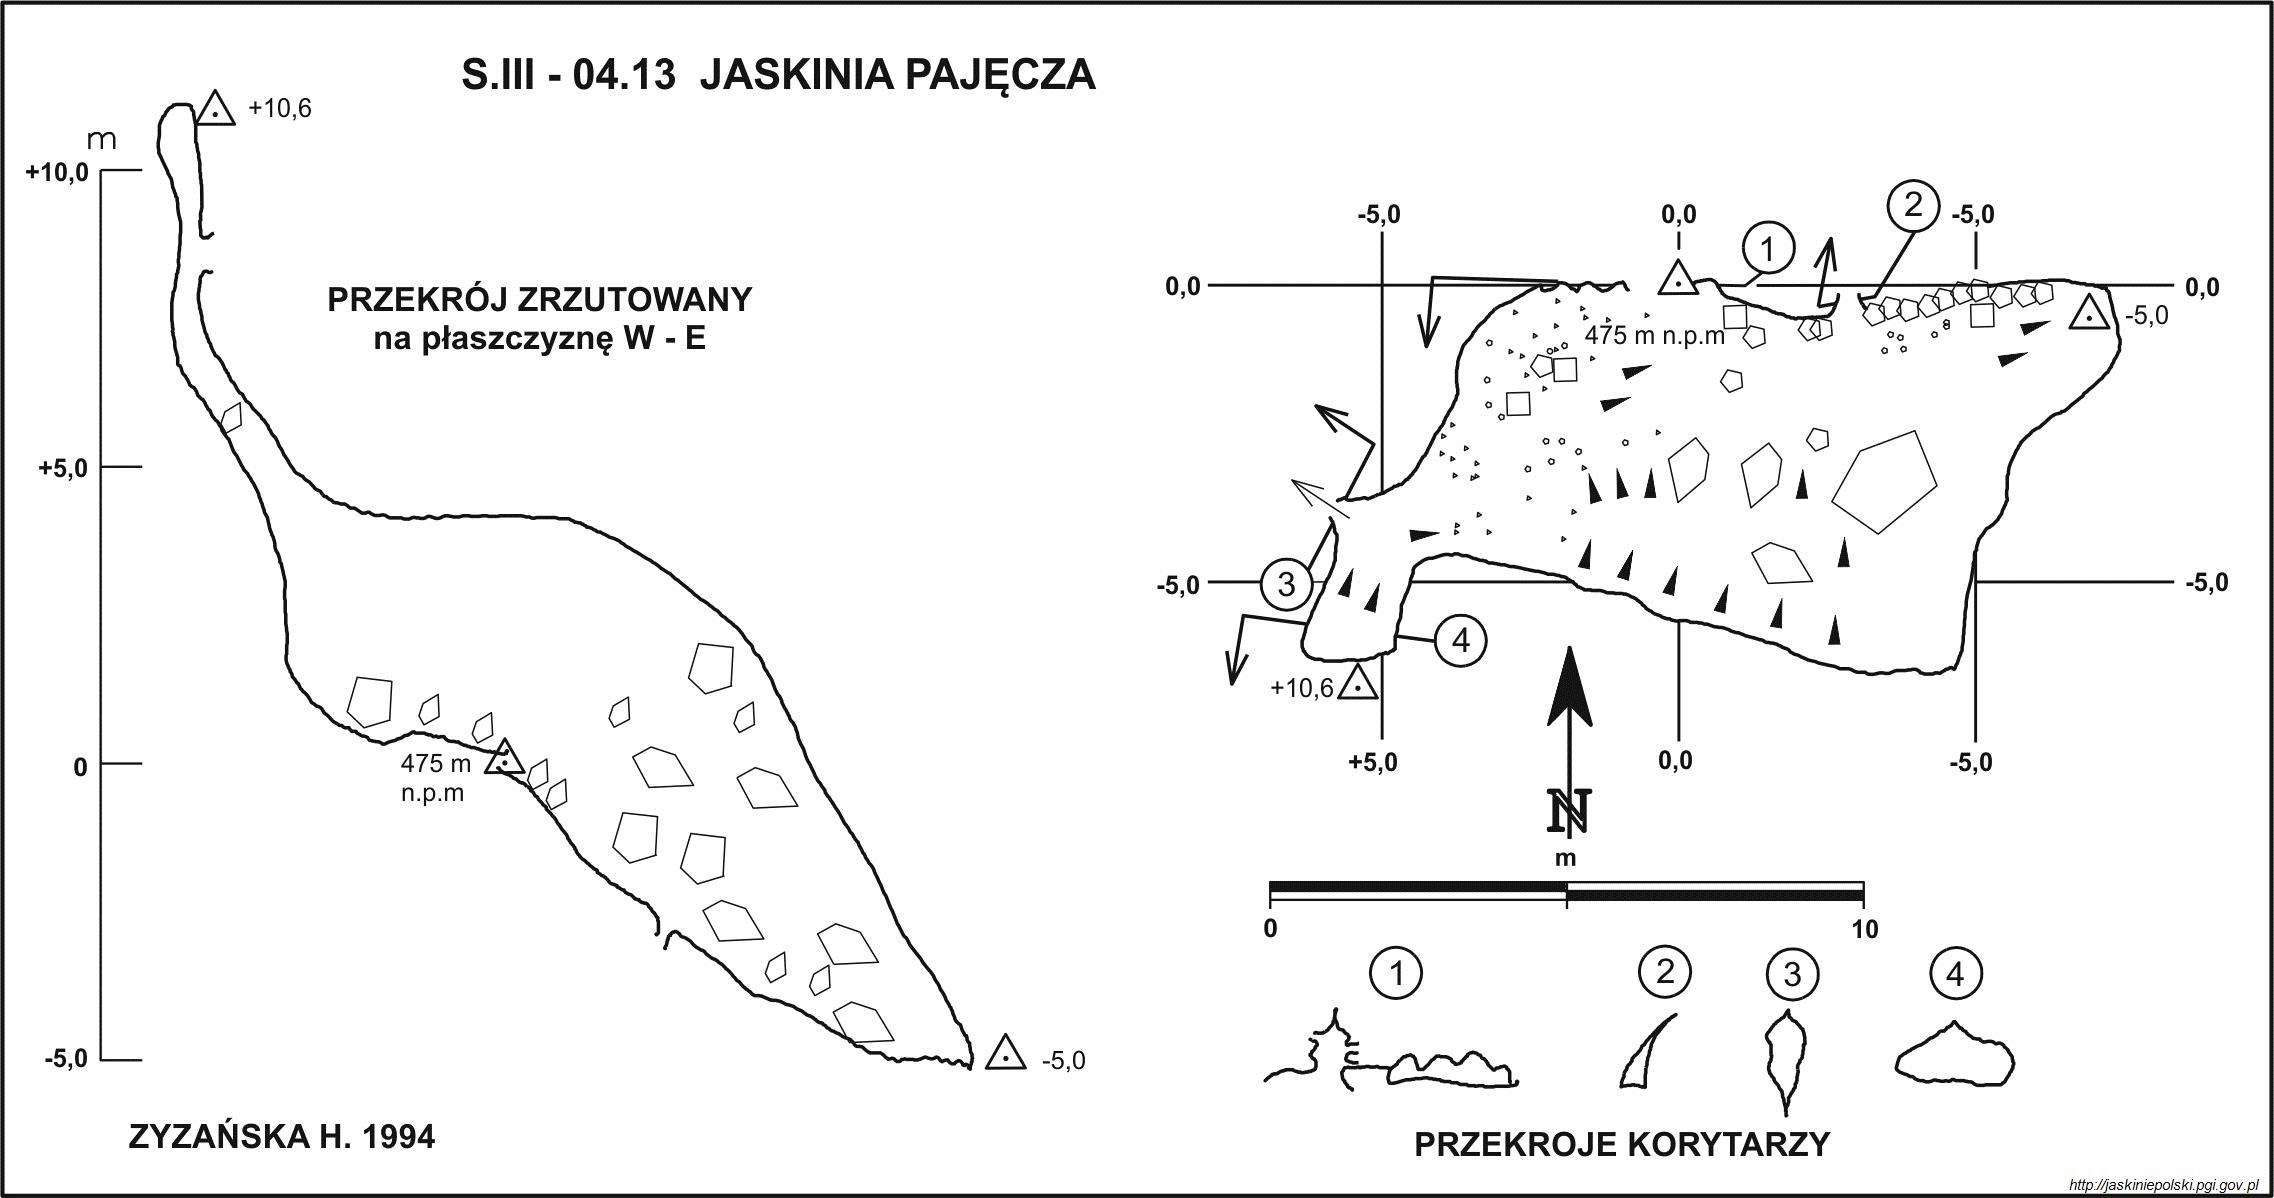 S.III - 04.13 JASKINIA PAJĘCZA
+10,6
m
+10,0
PRZEKRÓJ ZRZUTOWANY
na płaszczyznę W - E
+5,0
0
475 m
n.p.m
-5,0
-5,0
ZYZAŃSKA H. 1994
-5,0
0,0
2
-5,0
1
0,0
0,0
-5,0
475 m n.p.m
3
-5,0
-5,0
4
+10,6
+5,0
0,0
-5,0
N
m
0
10
1
2
3
4
PRZEKROJE KORYTARZY
http://jaskiniepolski.pgi.gov.pl